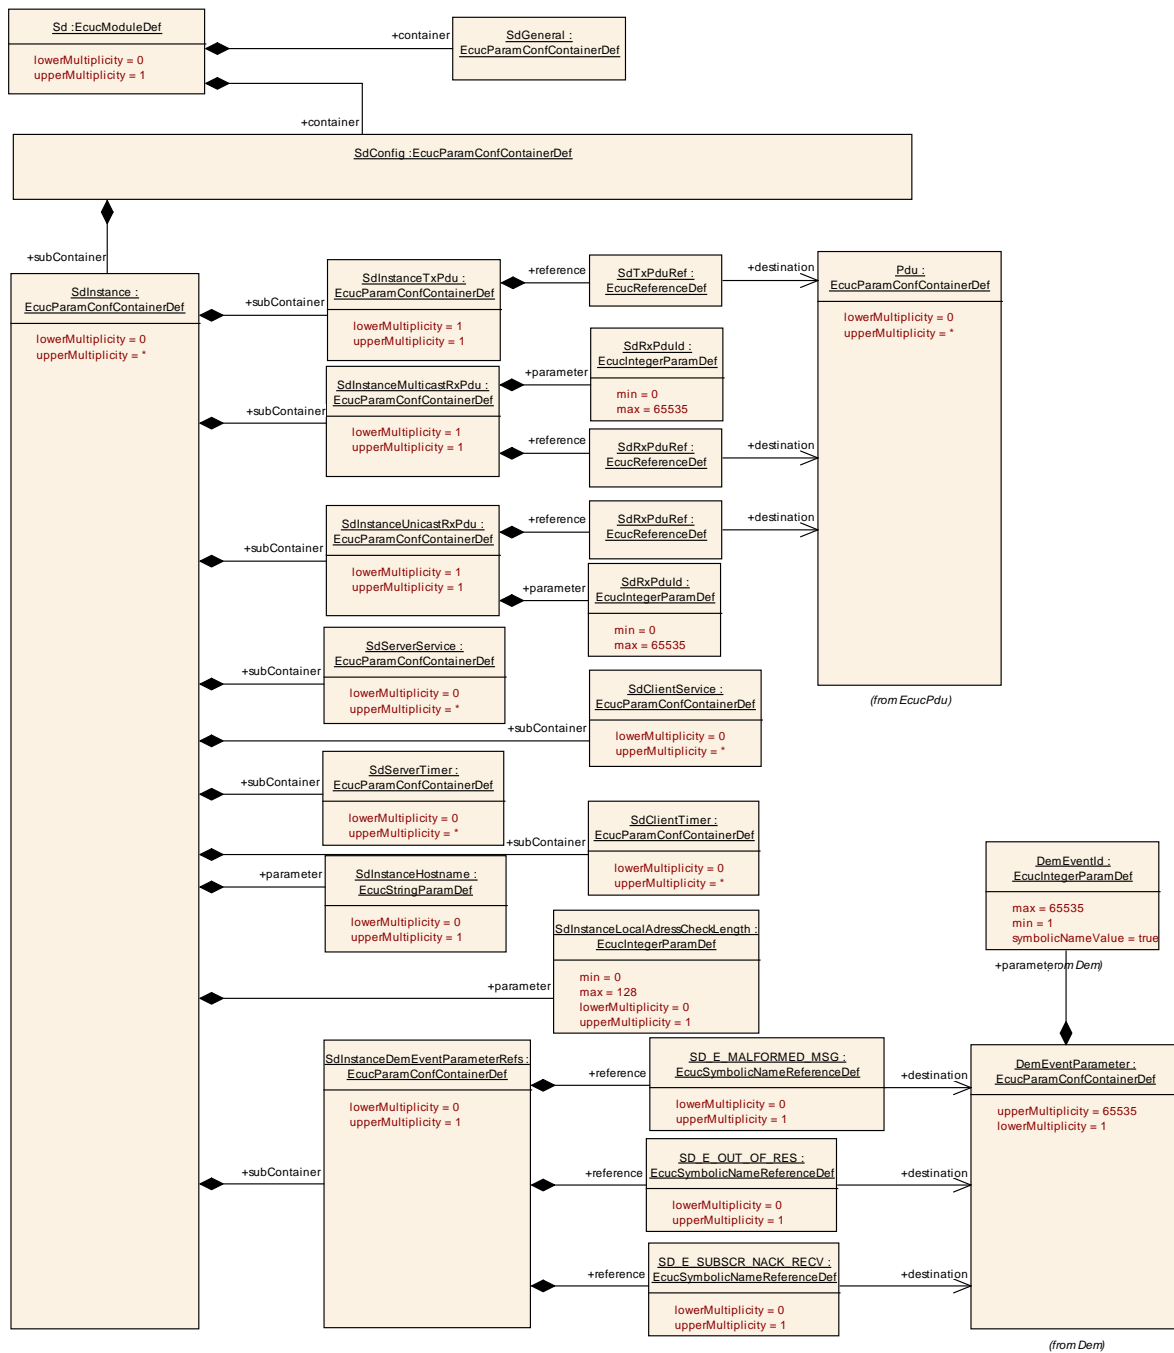 Sd :EcucModuleDef
lowerMultiplicity = 0
upperMultiplicity = 1
+container
SdGeneral :
EcucParamConfContainerDef
+container
SdConfig :EcucParamConfContainerDef
+subContainer
SdInstance :
EcucParamConfContainerDef
lowerMultiplicity = 0
upperMultiplicity = *
+subContainer
SdInstanceTxPdu :
EcucParamConfContainerDef
lowerMultiplicity = 1
upperMultiplicity = 1
+reference
SdTxPduRef :
EcucReferenceDef
+destination
Pdu :
EcucParamConfContainerDef
lowerMultiplicity = 0
upperMultiplicity = *
(from EcucPdu)
+subContainer
SdInstanceMulticastRxPdu :
EcucParamConfContainerDef
lowerMultiplicity = 1
upperMultiplicity = 1
+parameter
SdRxPduId :
EcucIntegerParamDef
min = 0
max = 65535
+reference
SdRxPduRef :
EcucReferenceDef
+destination
+subContainer
SdInstanceUnicastRxPdu :
EcucParamConfContainerDef
lowerMultiplicity = 1
upperMultiplicity = 1
+reference
SdRxPduRef :
EcucReferenceDef
+destination
+parameter
SdRxPduId :
EcucIntegerParamDef
min = 0
max = 65535
+subContainer
SdServerService :
EcucParamConfContainerDef
lowerMultiplicity = 0
upperMultiplicity = *
+subContainer
SdClientService :
EcucParamConfContainerDef
lowerMultiplicity = 0
upperMultiplicity = *
+subContainer
SdServerTimer :
EcucParamConfContainerDef
lowerMultiplicity = 0
upperMultiplicity = *
+subContainer
SdClientTimer :
EcucParamConfContainerDef
lowerMultiplicity = 0
upperMultiplicity = *
+parameter
SdInstanceHostname :
EcucStringParamDef
lowerMultiplicity = 0
upperMultiplicity = 1
+parameter
SdInstanceLocalAdressCheckLength :
EcucIntegerParamDef
min = 0
max = 128
lowerMultiplicity = 0
upperMultiplicity = 1
DemEventId :
EcucIntegerParamDef
max = 65535
min = 1
symbolicNameValue = true
+parameter
rom Dem)
+subContainer
SdInstanceDemEventParameterRefs :
EcucParamConfContainerDef
lowerMultiplicity = 0
upperMultiplicity = 1
+reference
SD_E_MALFORMED_MSG :
EcucSymbolicNameReferenceDef
lowerMultiplicity = 0
upperMultiplicity = 1
+destination
DemEventParameter :
EcucParamConfContainerDef
upperMultiplicity = 65535
lowerMultiplicity = 1
+reference
SD_E_OUT_OF_RES :
EcucSymbolicNameReferenceDef
lowerMultiplicity = 0
upperMultiplicity = 1
+destination
+reference
SD_E_SUBSCR_NACK_RECV :
EcucSymbolicNameReferenceDef
lowerMultiplicity = 0
upperMultiplicity = 1
+destination
(from Dem)